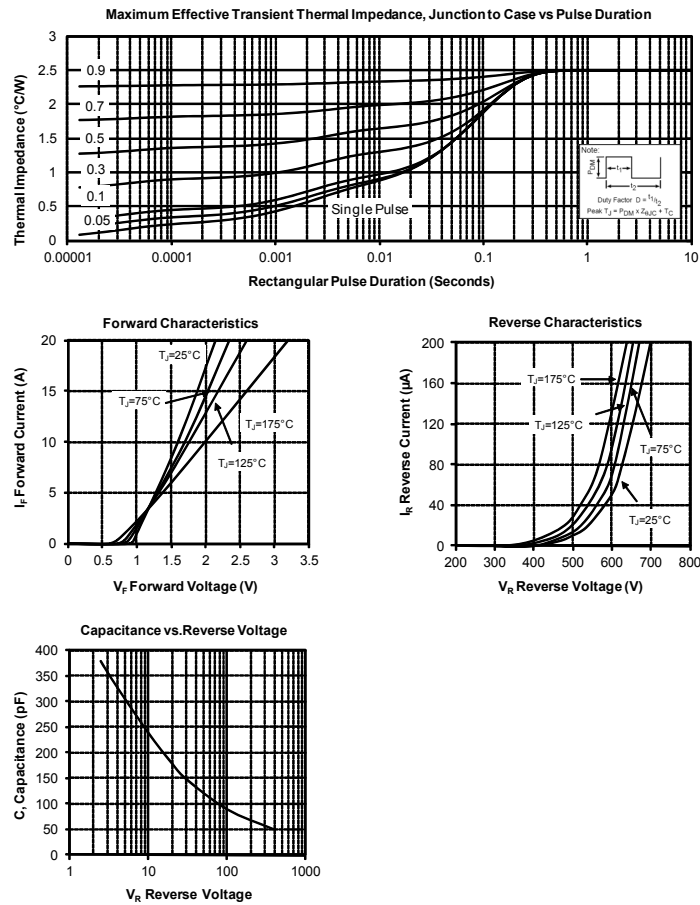 Maximum Effective Transient Thermal Impedance, Junction to Case vs Pulse Duration
Thermal Impedance (°C/W)
3
2.5
2
1.5
1
0.5
0
0.9
0.7
0.5
0.3
0.1
0.05
Single Pulse
Note:
PDM
t1
t2
Duty Factor D = t1/t2
Peak TJ = PDM x ZθJC + TC
0.00001 0.0001 0.001 0.01 0.1 1 10
Rectangular Pulse Duration (Seconds)
Forward Characteristics
IF Forward Current (A)
20
15
10
5
0
TJ=25°C
TJ=75°C
TJ=175°C
TJ=125°C
0 0.5 1 1.5 2 2.5 3 3.5
VF Forward Voltage (V)
Reverse Characteristics
IR Reverse Current (µA)
200
160
120
80
40
0
TJ=175°C
TJ=125°C
TJ=75°C
TJ=25°C
200 300 400 500 600 700 800
VR Reverse Voltage (V)
Capacitance vs.Reverse Voltage
C, Capacitance (pF)
400
350
300
250
200
150
100
50
0
1 10 100 1000
VR Reverse Voltage